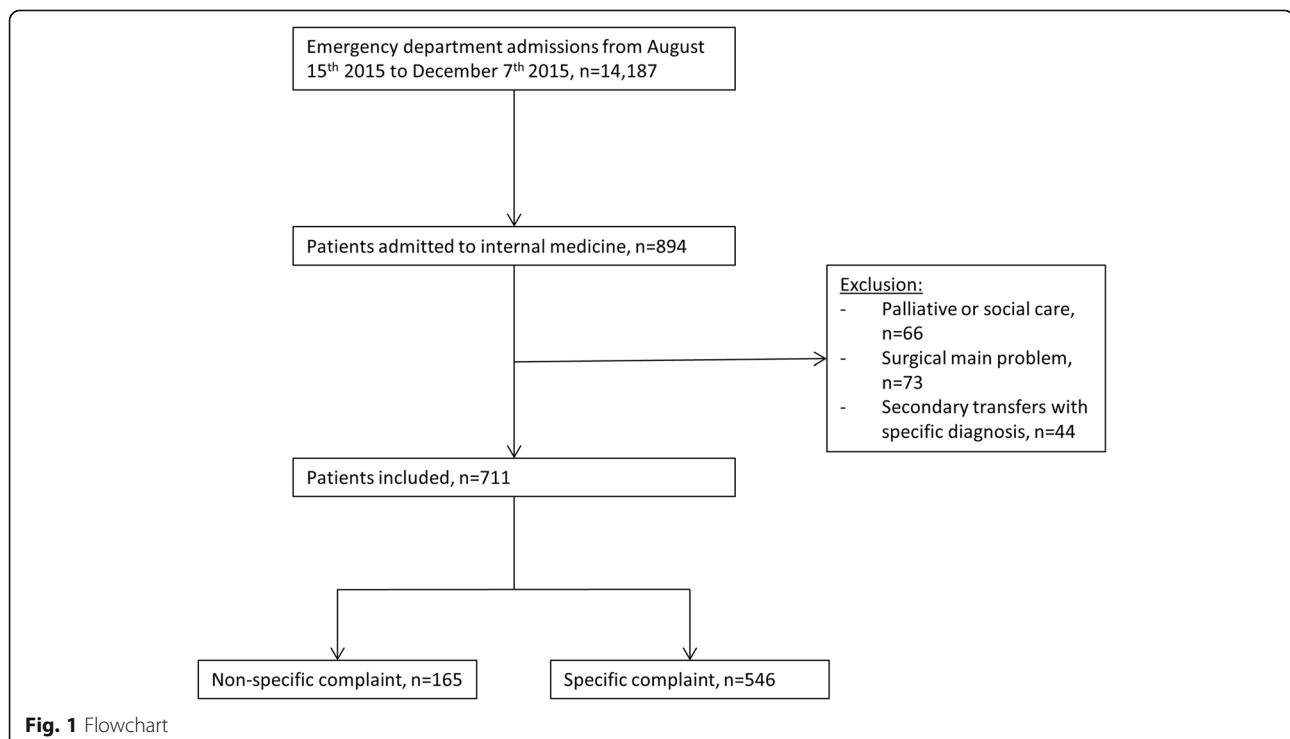 Emergency department admissions from August
15th 2015 to December 7th 2015, n=14,187
Patients admitted to internal medicine, n=894
Exclusion:
- Palliative or social care,
n=66
- Surgical main problem,
n=73
- Secondary transfers with
specific diagnosis, n=44
Patients included, n=711
Non-specific complaint, n=165
Specific complaint, n=546
Fig. 1 Flowchart